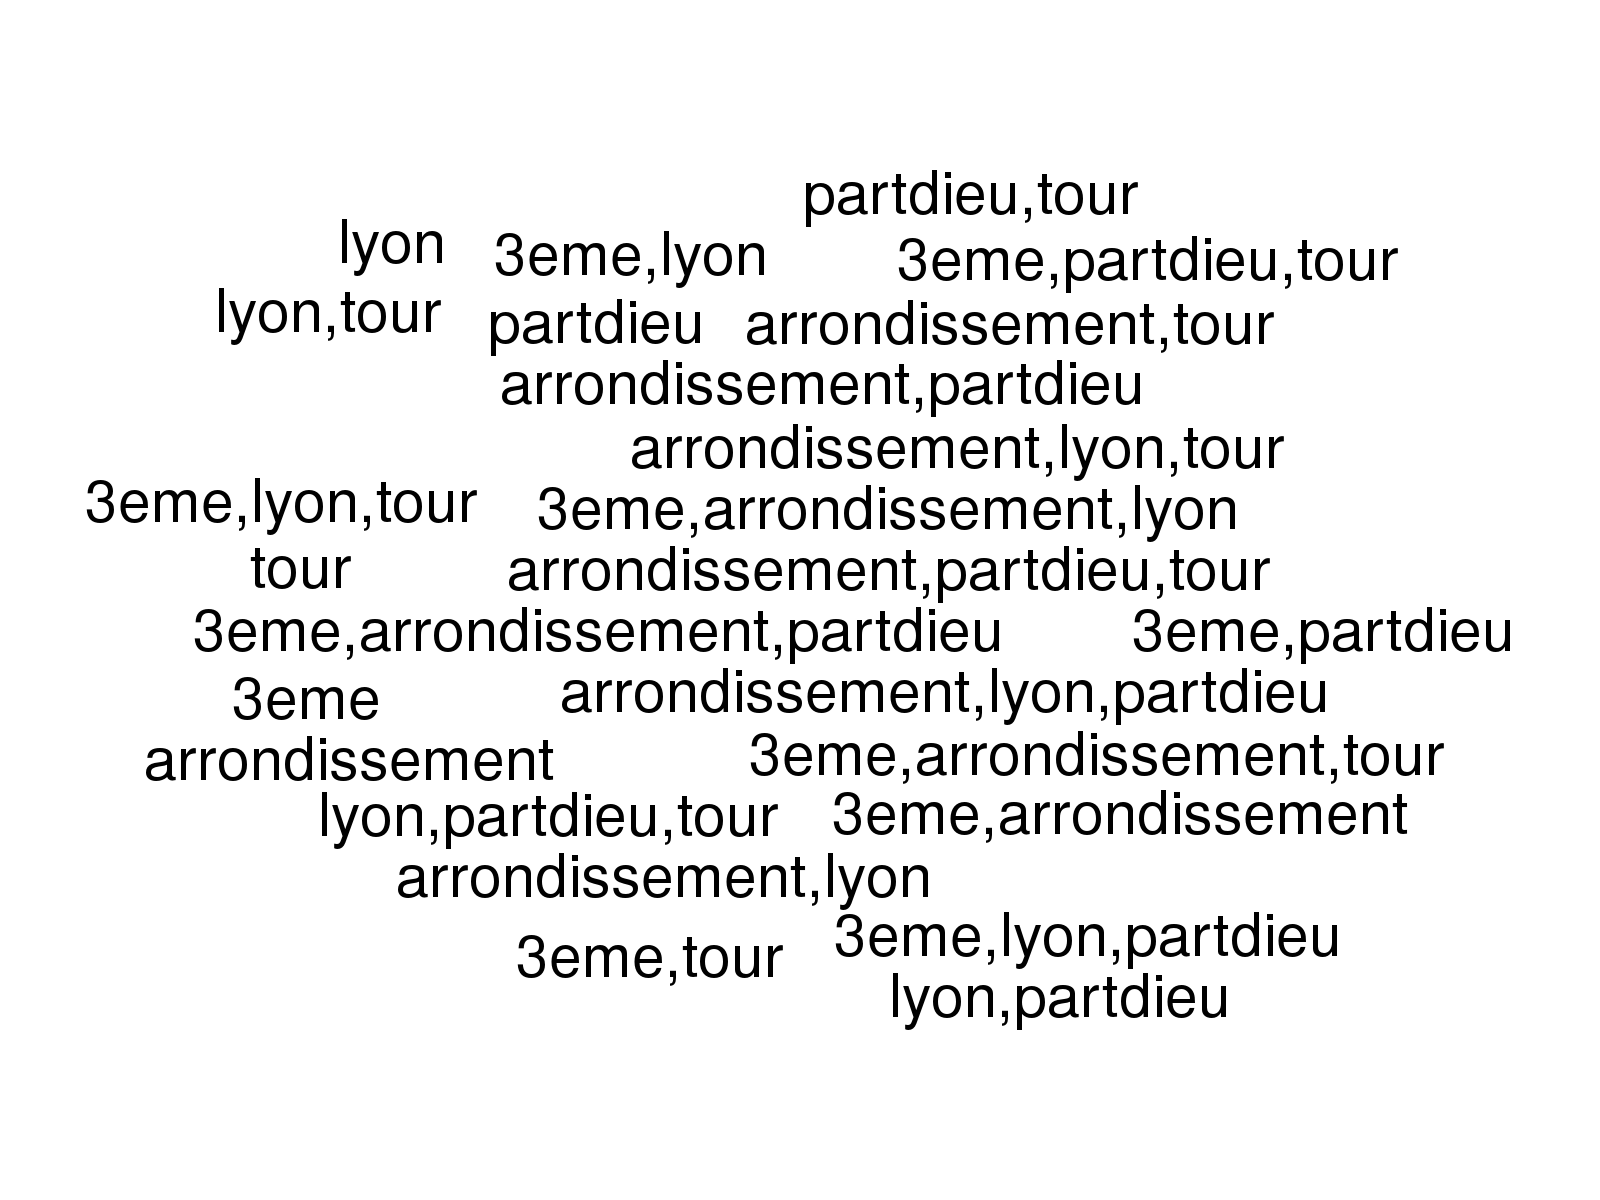 partdieu,tour
lyon 3eme,lyon 3eme,partdieu,tour
lyon,tour partdieu arrondissement,tour
arrondissement,partdieu
arrondissement,lyon,tour
3eme,lyon,tour 3eme,arrondissement,lyon
tour arrondissement,partdieu,tour
3eme,arrondissement,partdieu 3eme,partdieu
3eme arrondissement,lyon,partdieu
arrondissement 3eme,arrondissement,tour
lyon,partdieu,tour 3eme,arrondissement
arrondissement,lyon
3eme,tour 3eme,lyon,partdieu
lyon,partdieu